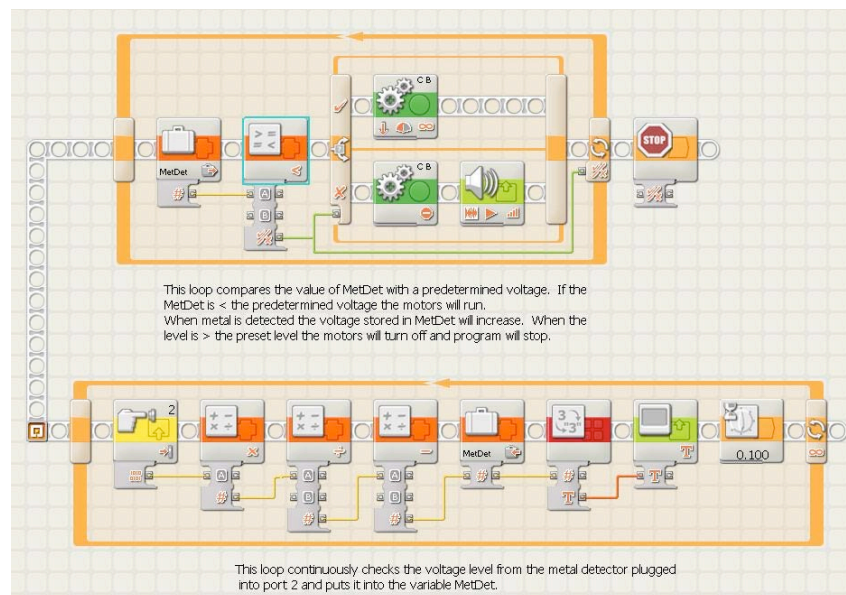 C B
STOP
MetDet
C B
This loop compares the value of MetDet with a predetermined voltage.  If the
MetDet is < the predetermined voltage the motors will run.
When metal is detected the voltage stored in MetDet will increase.  When the
level is > the preset level the motors will turn off and program will stop.
2
3
"3"
MetDet
0,100
A
B
#
T
This loop continuously checks the voltage level from the metal detector plugged
into port 2 and puts it into the variable MetDet.